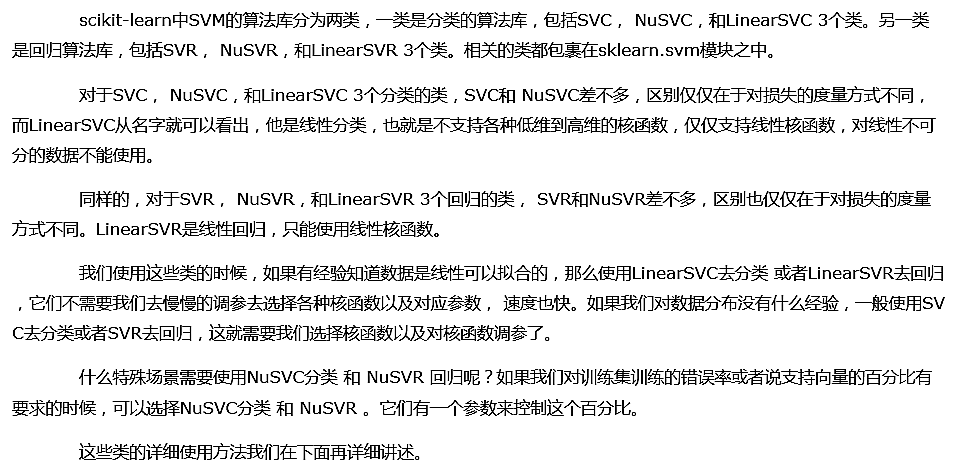 scikit-learn中SVM的算法库分为两类，一类是分类的算法库，包括SVC， NuSVC，和LinearSVC 3个类。另一类
是回归算法库，包括SVR， NuSVR，和LinearSVR 3个类。相关的类都包裹在sklearn.svm模块之中。
对于SVC， NuSVC，和LinearSVC 3个分类的类，SVC和 NuSVC差不多，区别仅仅在于对损失的度量方式不同，
而LinearSVC从名字就可以看出，他是线性分类，也就是不支持各种低维到高维的核函数，仅仅支持线性核函数，对线性不可
分的数据不能使用。
同样的，对于SVR， NuSVR，和LinearSVR 3个回归的类， SVR和NuSVR差不多，区别也仅仅在于对损失的度量
方式不同。LinearSVR是线性回归，只能使用线性核函数。
我们使用这些类的时候，如果有经验知道数据是线性可以拟合的，那么使用LinearSVC去分类 或者LinearSVR去回归
，它们不需要我们去慢慢的调参去选择各种核函数以及对应参数， 速度也快。如果我们对数据分布没有什么经验，一般使用SV
C去分类或者SVR去回归，这就需要我们选择核函数以及对核函数调参了。
什么特殊场景需要使用NuSVC分类 和 NuSVR 回归呢？如果我们对训练集训练的错误率或者说支持向量的百分比有
要求的时候，可以选择NuSVC分类 和 NuSVR 。它们有一个参数来控制这个百分比。
这些类的详细使用方法我们在下面再详细讲述。